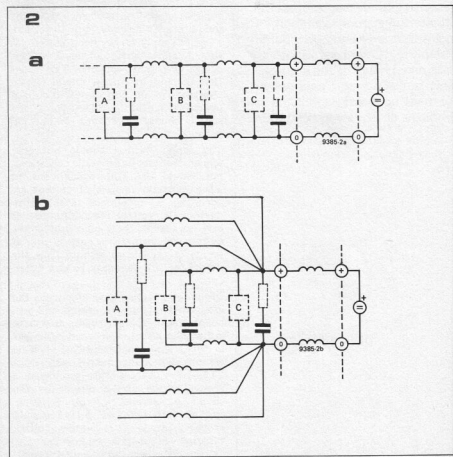 2
a
A
B
C
+
+
+
=
0
0
9385-2a
b
A
B
C
+
+
+
=
0
0
9385-2b